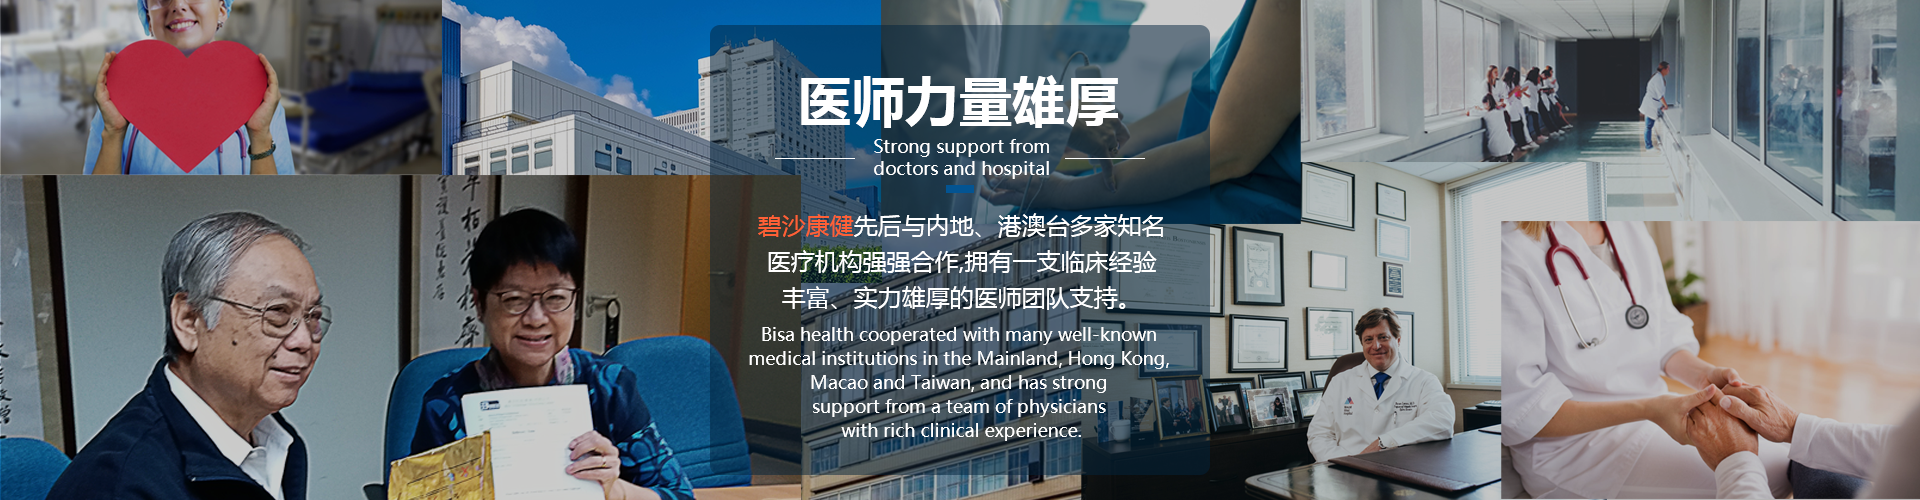 医师力量雄厚
Strong support from
doctors and hospital
碧沙康健先后与内地、港澳台多家知名
医疗机构强强合作,拥有一支临床经验
丰富、实力雄厚的医师团队支持。
Bisa health cooperated with many well-known
medical institutions in the Mainland, Hong Kong,
Macao and Taiwan, and has strong
support from a team of physicians
with rich clinical experience.